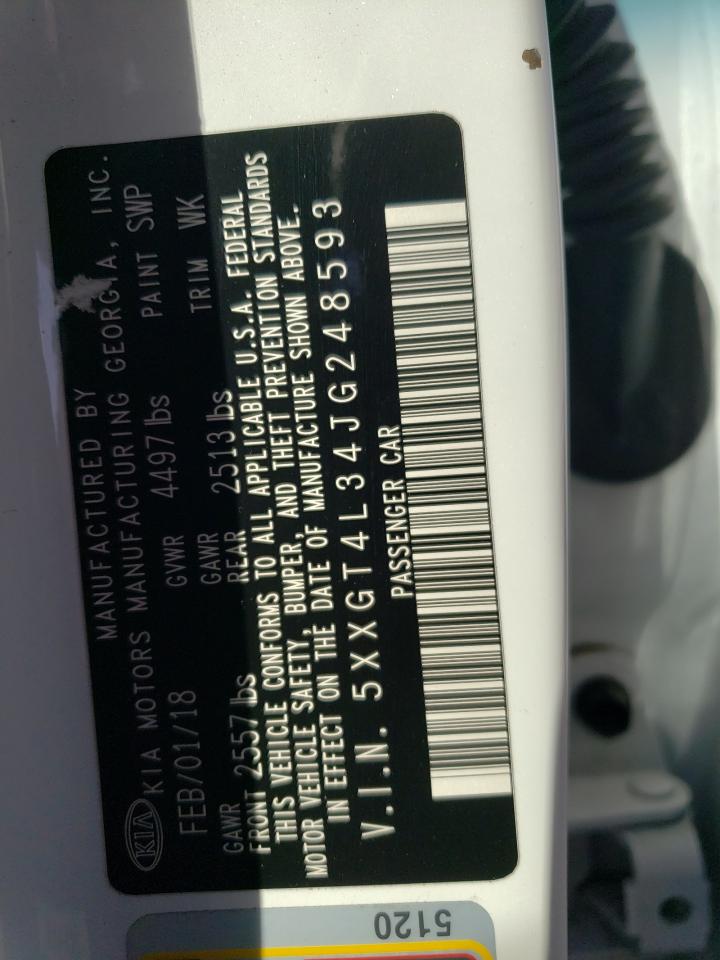 MANUFACTURED BY
KIA KIA MOTORS MANUFACTURING GEORGIA, INC.
FEB/01/18 GVWR 4497 lbs PAINT SWP
GAWR GAWR TRIM WK
FRONT 2557 lbs REAR 2513 lbs
THIS VEHICLE CONFORMS TO ALL APPLICABLE U.S.A. FEDERAL
MOTOR VEHICLE SAFETY, BUMPER, AND THEFT PREVENTION STANDARDS
IN EFFECT ON THE DATE OF MANUFACTURE SHOWN ABOVE.
V.I.N. 5XXGT4L34JG248593
PASSENGER CAR
5120